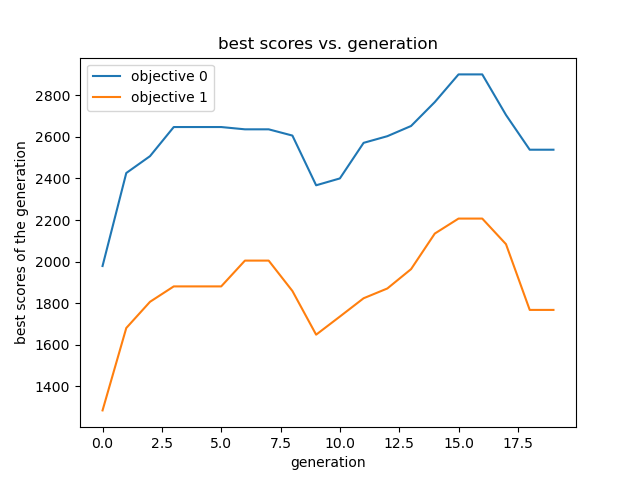 best scores vs. generation
objective 0
objective 1
best scores of the generation
2800
2600
2400
2200
2000
1800
1600
1400
0.0 2.5 5.0 7.5 10.0 12.5 15.0 17.5
generation